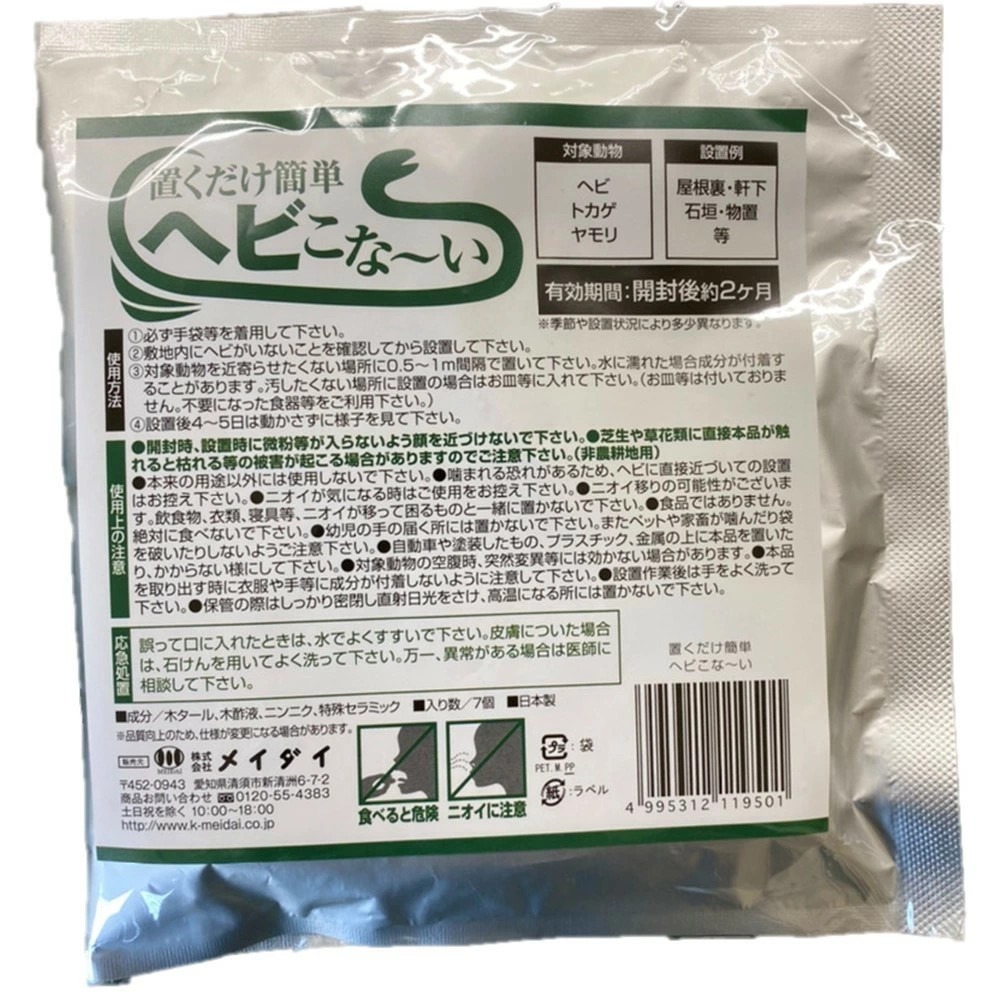 置くだけ簡単
ヘビこな〜い
対象動物
ヘビ
トカゲ
ヤモリ
設置例
屋根裏・軒下
石垣・物置
等
有効期間：開封後約2ヶ月
※季節や設置状況により多少異なります。
使用方法
①必ず手袋等を着用して下さい。
②敷地内にヘビがいないことを確認してから設置して下さい。
③対象動物を近寄らせたくない場所に0.5〜1m間隔で置いて下さい。水に濡れた場合成分が付着す
ることがあります。汚したくない場所に設置の場合はお皿等に入れて下さい。(お皿等は付いておりま
せん。不要になった食器等をご利用下さい。)
④設置後4〜5日は動かさずに様子を見て下さい。
使用上の注意
●開封時、設置時に微粉等が入らないよう顔を近づけないで下さい。●芝生や草花類に直接本品が触
れると枯れる等の被害が起こる場合がありますのでご注意下さい。(非農耕地用)
●本来の用途以外には使用しないで下さい。●噛まれる恐れがあるため、ヘビに直接近づいての設置
はお控え下さい。●ニオイが気になる時はご使用をお控え下さい。●ニオイ移りの可能性がございま
す。飲食物、衣類、寝具等、ニオイが移って困るものと一緒に置かないで下さい。●食品ではありません。
絶対に食べないで下さい。●幼児の手の届く所には置かないで下さい。またペットや家畜が噛んだり袋
を破いたりしないようご注意下さい。●自動車や塗装したもの、プラスチック、金属の上に本品を置いた
り、かからない様にして下さい。●対象動物の空腹時、突然変異等には効かない場合があります。●本品
を取り出す時に衣服や手等に成分が付着しないように注意して下さい。●設置作業後は手をよく洗って
下さい。●保管の際はしっかり密閉し直射日光をさけ、高温になる所には置かないで下さい。
応急処置
誤って口に入れたときは、水でよくすすいで下さい。皮膚についた場合
は、石けんを用いてよく洗って下さい。万一、異常がある場合は医師に
相談して下さい。
■成分／木タール、木酢液、ニンニク、特殊セラミック ■入り数／7個 ■日本製
※品質向上のため、仕様が変更になる場合があります。
販売元 MEIDAI 株式会社 メイダイ
〒452-0943 愛知県清須市新清洲6-7-2
商品お問い合わせ 0120-55-4383
土日祝を除く 10:00〜18:00
http://www.k-meidai.co.jp
食べると危険
ニオイに注意
プラ：袋
PET, M, PP
紙：ラベル
置くだけ簡単
ヘビこな〜い
4 995312 119501